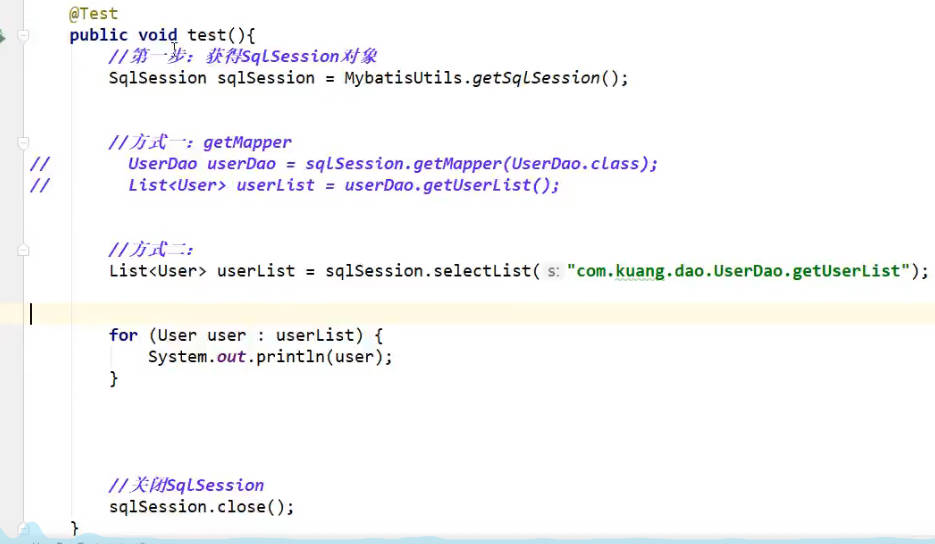 @Test
public void test(){
//第一步：获得SqlSession对象
SqlSession sqlSession = MybatisUtils.getSqlSession();
//方式一：getMapper
// UserDao userDao = sqlSession.getMapper(UserDao.class);
// List<User> userList = userDao.getUserList();
//方式二：
List<User> userList = sqlSession.selectList( s: "com.kuang.dao.UserDao.getUserList");
for (User user : userList) {
System.out.println(user);
}
//关闭SqlSession
sqlSession.close();
}